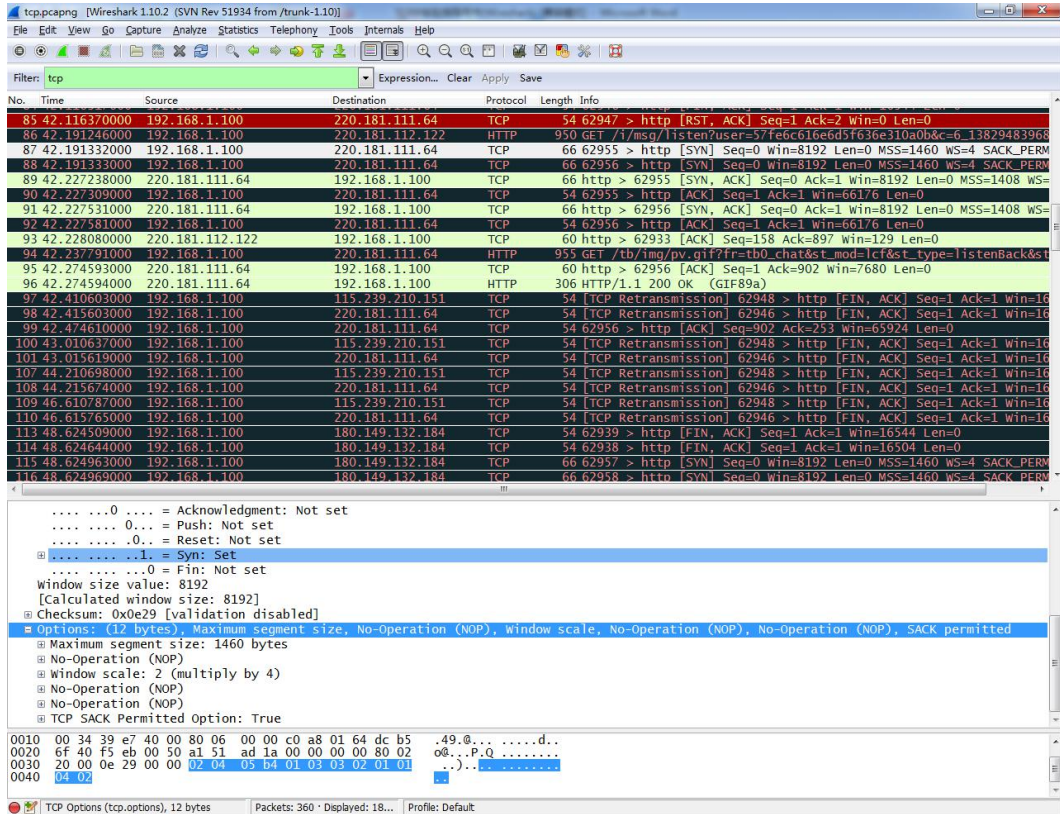 tcp.pcapng [Wireshark 1.10.2 (SVN Rev 51934 from /trunk-1.10)]
File Edit View Go Capture Analyze Statistics Telephony Tools Internals Help
Filter: tcp Expression... Clear Apply Save
No. Time Source Destination Protocol Length Info
85 42.116370000 192.168.1.100 220.181.111.64 TCP 54 62947 > http [RST, ACK] Seq=1 Ack=2 Win=0 Len=0
86 42.191246000 192.168.1.100 220.181.112.122 HTTP 950 GET /i/msg/listen?user=57fe6c616e6d5f636e310a0b&c=6_13829483968
87 42.191332000 192.168.1.100 220.181.111.64 TCP 66 62955 > http [SYN] Seq=0 Win=8192 Len=0 MSS=1460 WS=4 SACK_PERM
88 42.191333000 192.168.1.100 220.181.111.64 TCP 66 62956 > http [SYN] Seq=0 Win=8192 Len=0 MSS=1460 WS=4 SACK_PERM
89 42.227238000 220.181.111.64 192.168.1.100 TCP 66 http > 62955 [SYN, ACK] Seq=0 Ack=1 Win=8192 Len=0 MSS=1408 WS=
90 42.227309000 192.168.1.100 220.181.111.64 TCP 54 62955 > http [ACK] Seq=1 Ack=1 Win=66176 Len=0
91 42.227531000 220.181.111.64 192.168.1.100 TCP 66 http > 62956 [SYN, ACK] Seq=0 Ack=1 Win=8192 Len=0 MSS=1408 WS=
92 42.227581000 192.168.1.100 220.181.111.64 TCP 54 62956 > http [ACK] Seq=1 Ack=1 Win=66176 Len=0
93 42.228080000 220.181.112.122 192.168.1.100 TCP 60 http > 62933 [ACK] Seq=158 Ack=897 Win=129 Len=0
94 42.237791000 192.168.1.100 220.181.111.64 HTTP 955 GET /tb/img/pv.gif?fr=tb0_chat&st_mod=lcf&st_type=listenBack&st
95 42.274593000 220.181.111.64 192.168.1.100 TCP 60 http > 62956 [ACK] Seq=1 Ack=902 Win=7680 Len=0
96 42.274594000 220.181.111.64 192.168.1.100 HTTP 306 HTTP/1.1 200 OK (GIF89a)
97 42.410603000 192.168.1.100 115.239.210.151 TCP 54 [TCP Retransmission] 62948 > http [FIN, ACK] Seq=1 Ack=1 Win=16
98 42.415603000 192.168.1.100 220.181.111.64 TCP 54 [TCP Retransmission] 62946 > http [FIN, ACK] Seq=1 Ack=1 Win=16
99 42.474610000 192.168.1.100 220.181.111.64 TCP 54 62956 > http [ACK] Seq=902 Ack=253 Win=65924 Len=0
100 43.010637000 192.168.1.100 115.239.210.151 TCP 54 [TCP Retransmission] 62948 > http [FIN, ACK] Seq=1 Ack=1 Win=16
101 43.015619000 192.168.1.100 220.181.111.64 TCP 54 [TCP Retransmission] 62946 > http [FIN, ACK] Seq=1 Ack=1 Win=16
107 44.210698000 192.168.1.100 115.239.210.151 TCP 54 [TCP Retransmission] 62948 > http [FIN, ACK] Seq=1 Ack=1 Win=16
108 44.215674000 192.168.1.100 220.181.111.64 TCP 54 [TCP Retransmission] 62946 > http [FIN, ACK] Seq=1 Ack=1 Win=16
109 46.610787000 192.168.1.100 115.239.210.151 TCP 54 [TCP Retransmission] 62948 > http [FIN, ACK] Seq=1 Ack=1 Win=16
110 46.615765000 192.168.1.100 220.181.111.64 TCP 54 [TCP Retransmission] 62946 > http [FIN, ACK] Seq=1 Ack=1 Win=16
113 48.624509000 192.168.1.100 180.149.132.184 TCP 54 62939 > http [FIN, ACK] Seq=1 Ack=1 Win=16544 Len=0
114 48.624644000 192.168.1.100 180.149.132.184 TCP 54 62938 > http [FIN, ACK] Seq=1 Ack=1 Win=16504 Len=0
115 48.624963000 192.168.1.100 180.149.132.184 TCP 66 62957 > http [SYN] Seq=0 Win=8192 Len=0 MSS=1460 WS=4 SACK_PERM
116 48.624969000 192.168.1.100 180.149.132.184 TCP 66 62958 > http [SYN] Seq=0 Win=8192 Len=0 MSS=1460 WS=4 SACK_PERM
.... ...0 .... = Acknowledgment: Not set
.... .... 0... = Push: Not set
.... .... .0.. = Reset: Not set
.... .... ..1. = Syn: Set
.... .... ...0 = Fin: Not set
Window size value: 8192
[Calculated window size: 8192]
Checksum: 0x0e29 [validation disabled]
Options: (12 bytes), Maximum segment size, No-Operation (NOP), Window scale, No-Operation (NOP), No-Operation (NOP), SACK permitted
Maximum segment size: 1460 bytes
No-Operation (NOP)
Window scale: 2 (multiply by 4)
No-Operation (NOP)
No-Operation (NOP)
TCP SACK Permitted Option: True
0010 00 34 39 e7 40 00 80 06 00 00 c0 a8 01 64 dc b5 .49.@... .....d..
0020 6f 40 f5 eb 00 50 a1 51 ad 1a 00 00 00 00 80 02 o@...P.Q ........
0030 20 00 0e 29 00 00 02 04 05 b4 01 03 03 02 01 01 ..).... ........
0040 04 02 ..
TCP Options (tcp.options), 12 bytes Packets: 360 · Displayed: 18... Profile: Default